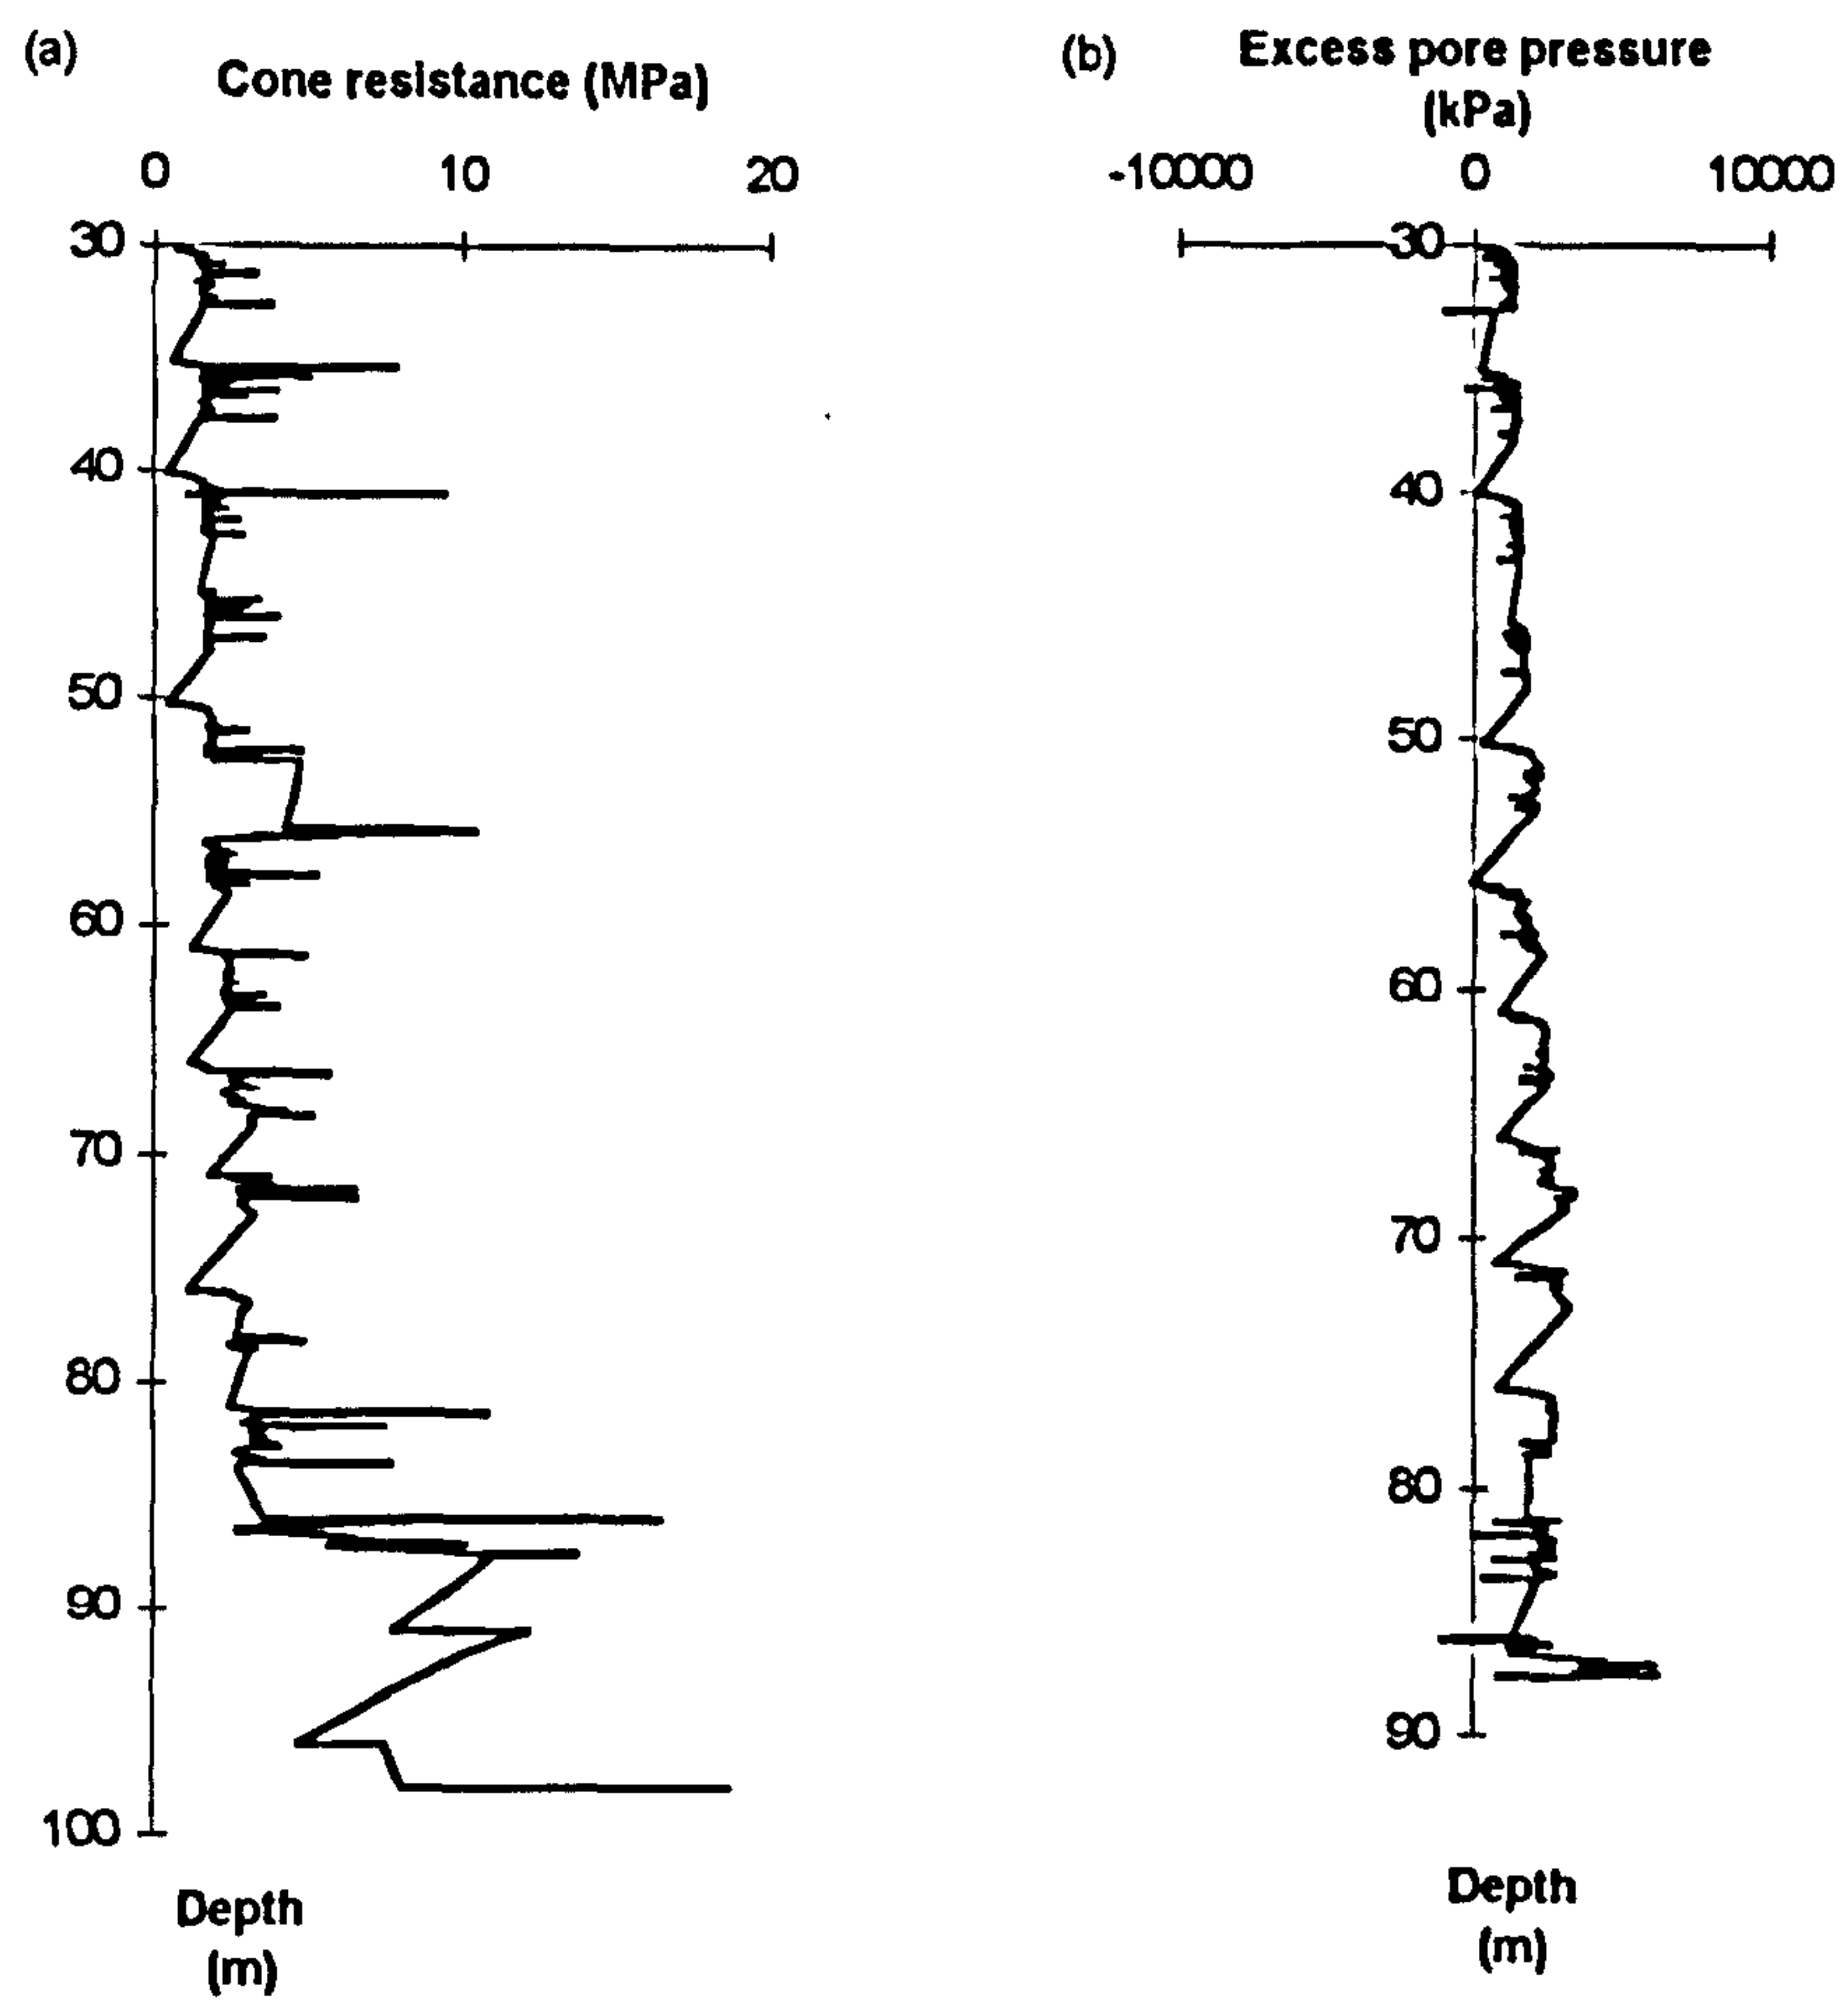 (a)
Cone resistance (MPa)
0 10 20
30
40
50
60
70
80
90
100
Depth
(m)
(b)
Excess pore pressure
(kPa)
-10000 0 10000
30
40
50
60
70
80
90
Depth
(m)